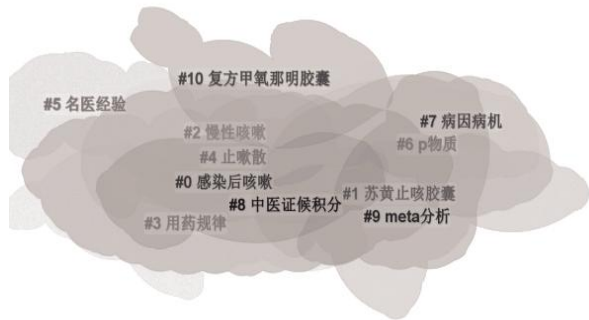 #10 复方甲氧那明胶囊
#5 名医经验
#7 病因病机
#2 慢性咳嗽
#6 p物质
#4 止嗽散
#0 感染后咳嗽
#1 苏黄止咳胶囊
#8 中医证候积分
#9 meta分析
#3 用药规律